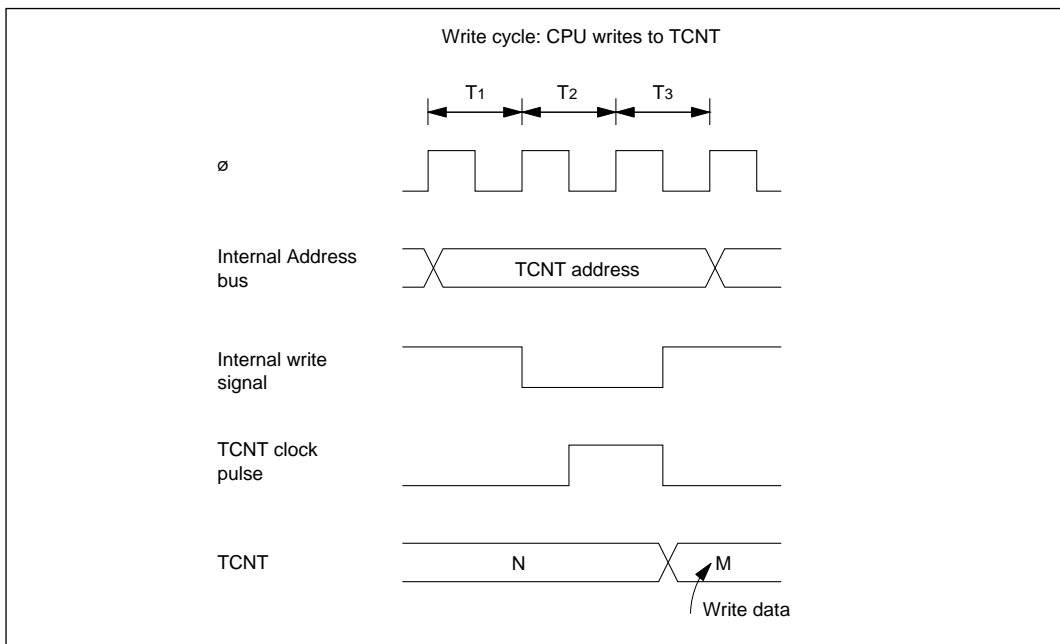 Write cycle: CPU writes to TCNT
T1 T2 T3
ø
Internal Address
bus
TCNT address
Internal write
signal
TCNT clock
pulse
TCNT
N
M
Write data